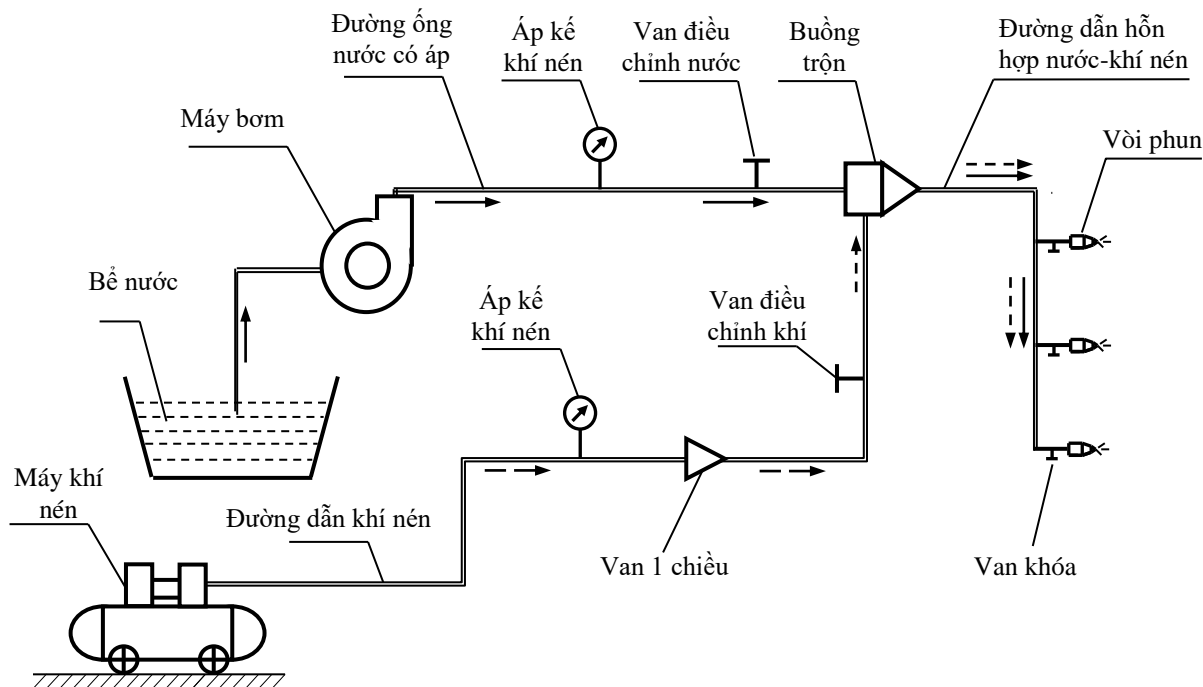 Đường ống
nước có áp
Áp kế
khí nén
Van điều
chỉnh nước
Buồng
trộn
Đường dẫn hỗn
hợp nước-khí nén
Máy bơm
Vòi phun
Bể nước
Áp kế
khí nén
Van điều
chỉnh khí
Máy khí
nén
Đường dẫn khí nén
Van 1 chiều
Van khóa